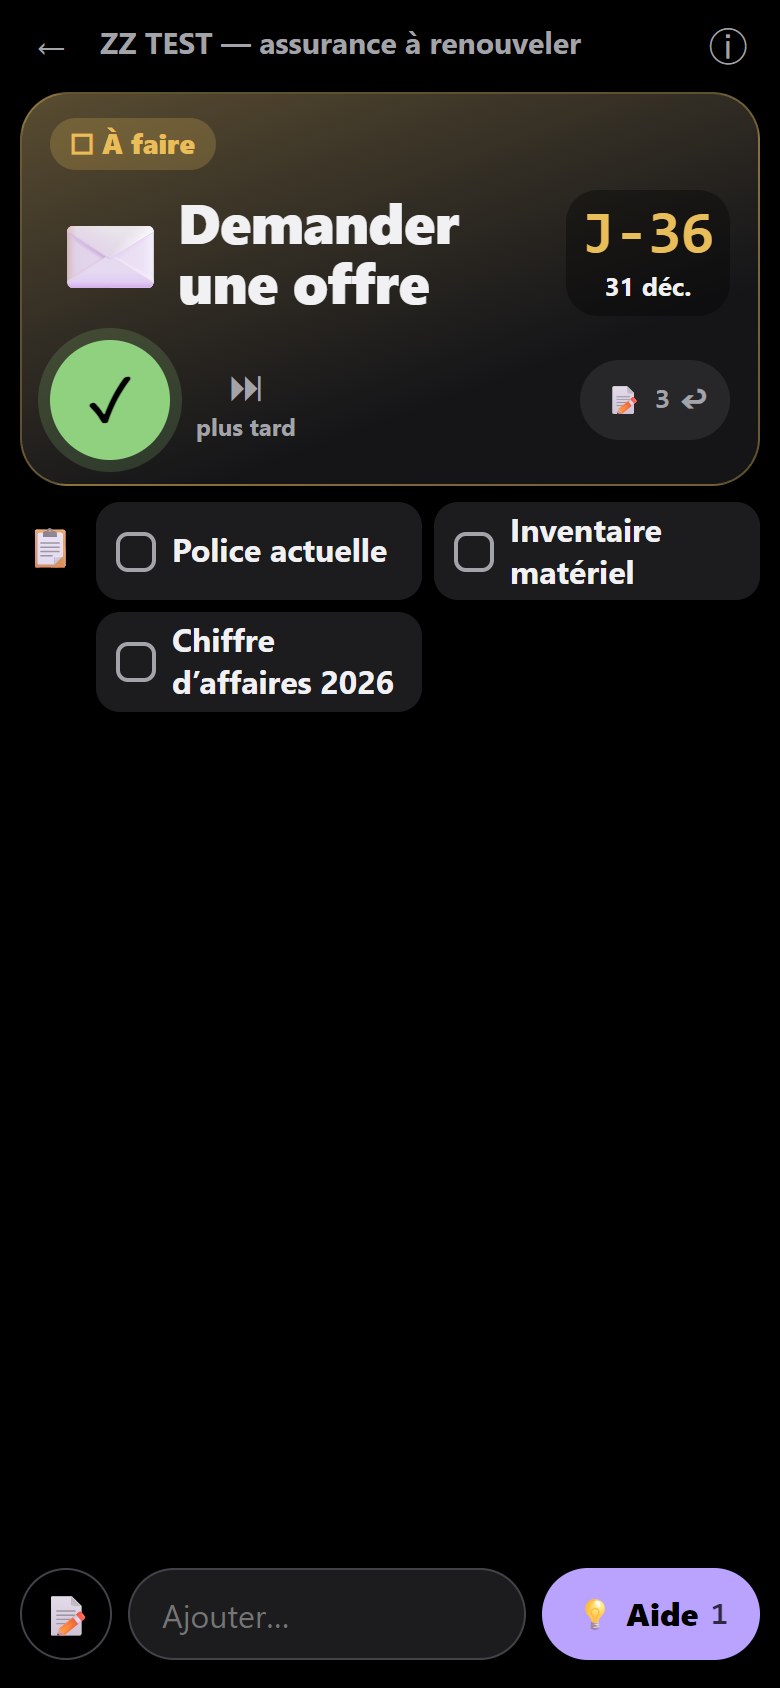 ZZ TEST — assurance à renouveler
À faire
Demander
une offre
J-36
31 déc.
plus tard
3
Police actuelle
Inventaire
matériel
Chiffre
d’affaires 2026
Ajouter...
Aide 1